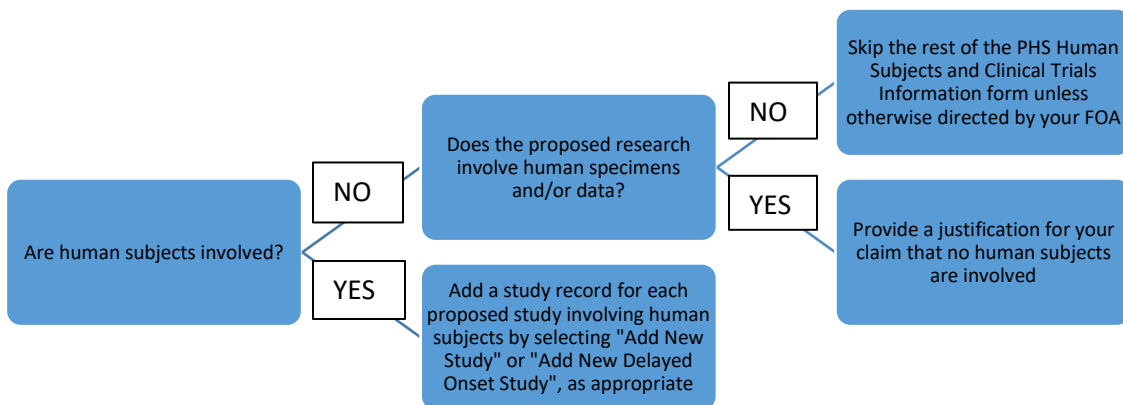 Are human subjects involved?
NO
YES
Does the proposed research
involve human specimens
and/or data?
Add a study record for each
proposed study involving human
subjects by selecting "Add New
Study" or "Add New Delayed
Onset Study", as appropriate
NO
YES
Skip the rest of the PHS Human
Subjects and Clinical Trials
Information form unless
otherwise directed by your FOA
Provide a justification for your
claim that no human subjects
are involved